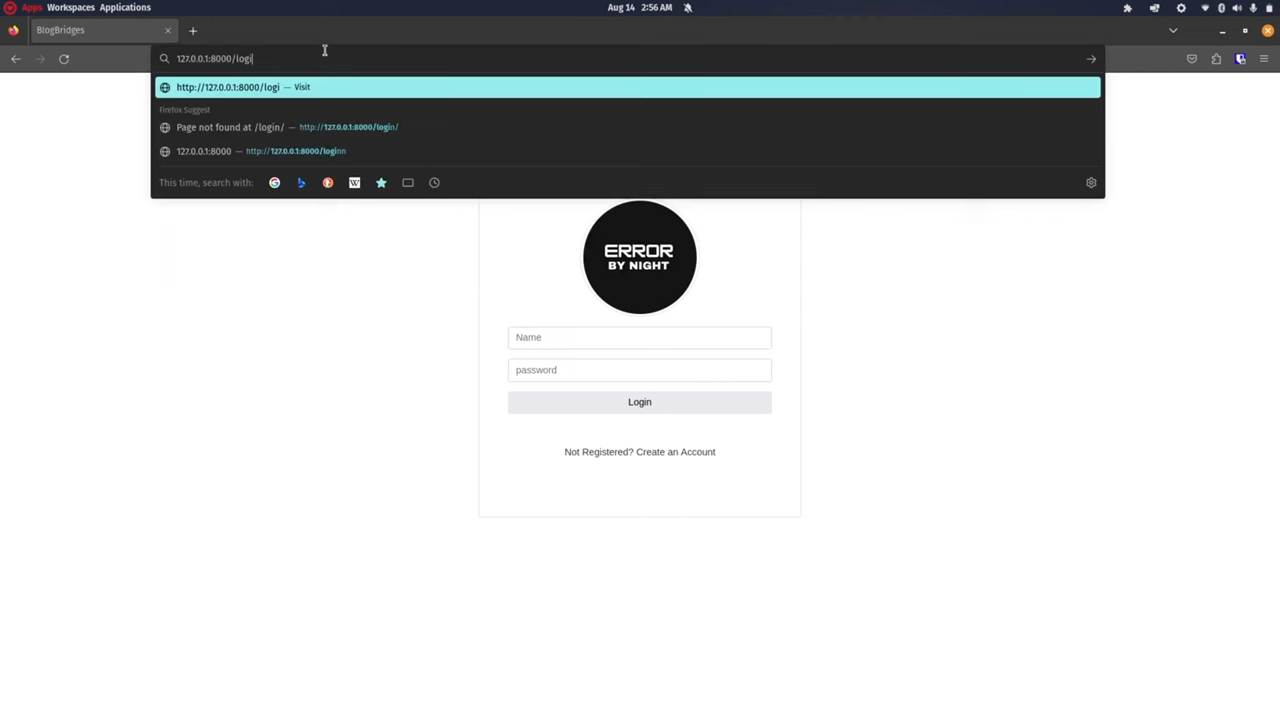 Apps Workspaces Applications
Aug 14 2:56 AM
BlogBridges
127.0.0.1:8000/logi
http://127.0.0.1:8000/logi — Visit
Firefox Suggest
Page not found at /login/ — http://127.0.0.1:8000/login/
127.0.0.1:8000 — http://127.0.0.1:8000/loginn
This time, search with:
W
ERROR
BY NIGHT
Name
password
Login
Not Registered? Create an Account